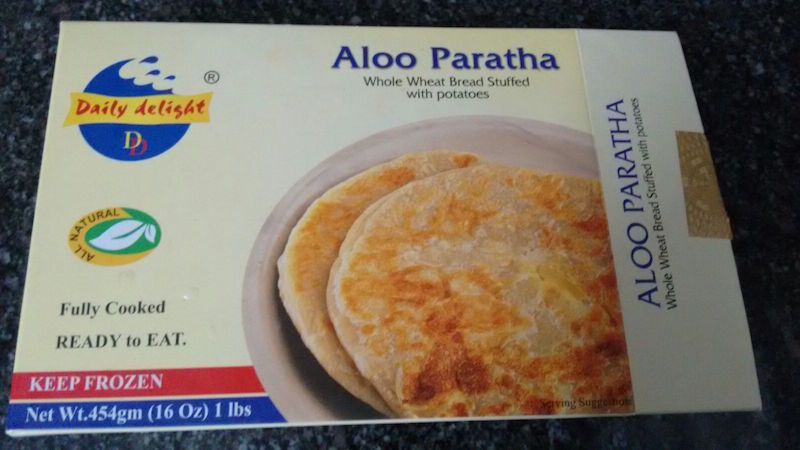 Daily delight
®
DD
ALL NATURAL
Fully Cooked
READY to EAT.
KEEP FROZEN
Net Wt.454gm (16 Oz) 1 lbs
Aloo Paratha
Whole Wheat Bread Stuffed
with potatoes
Serving Suggestion
ALOO PARATHA
Whole Wheat Bread Stuffed with potatoes